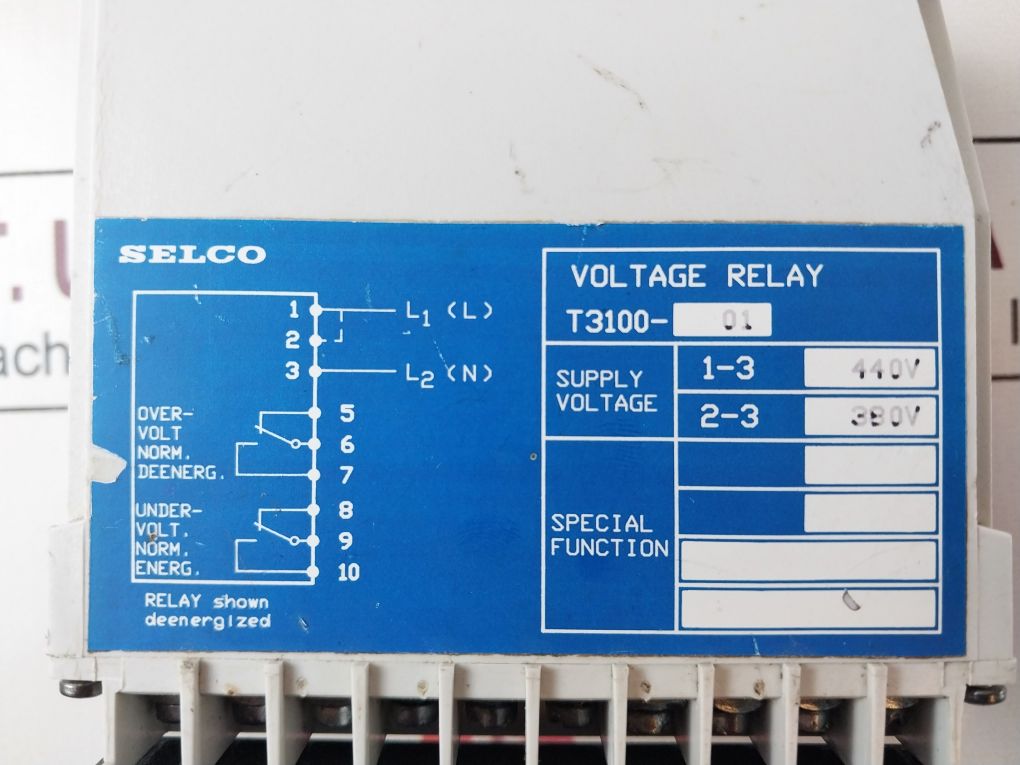 SELCO
1 L1 (L)
2
3 L2 (N)
OVER-
VOLT
NORM.
DEENERG.
5
6
7
UNDER-
VOLT.
NORM.
ENERG.
8
9
10
RELAY shown
deenergized
VOLTAGE RELAY
T3100- 01
SUPPLY
VOLTAGE
1-3 440V
2-3 380V
SPECIAL
FUNCTION